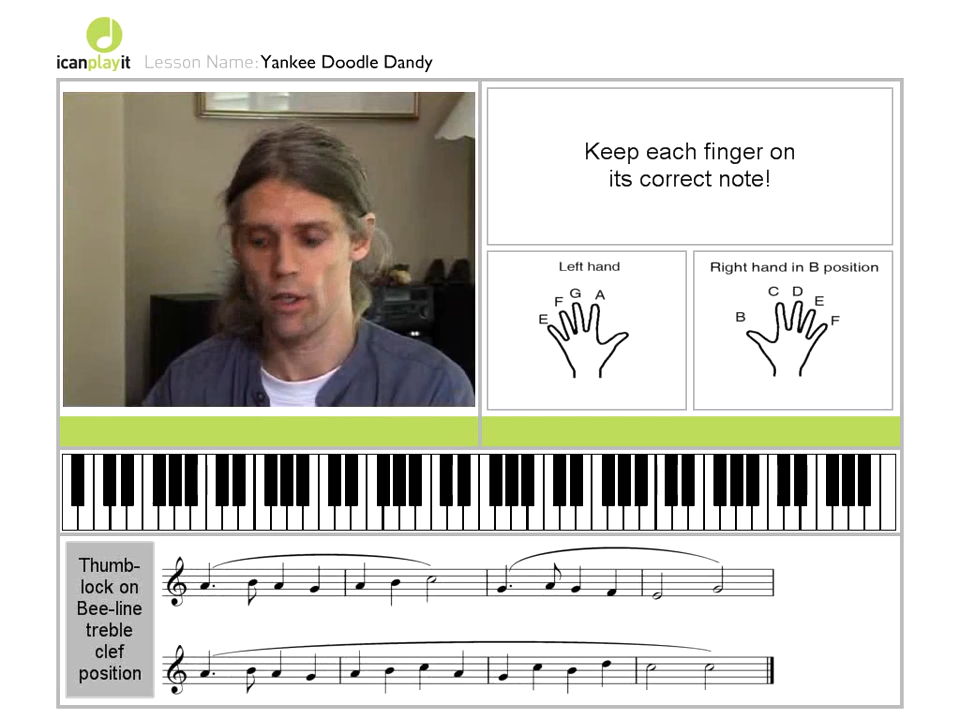 icanplayit Lesson Name: Yankee Doodle Dandy
Keep each finger on
its correct note!
Left hand
E F G A
Right hand in B position
B C D E F
Thumb-
lock on
Bee-line
treble
clef
position